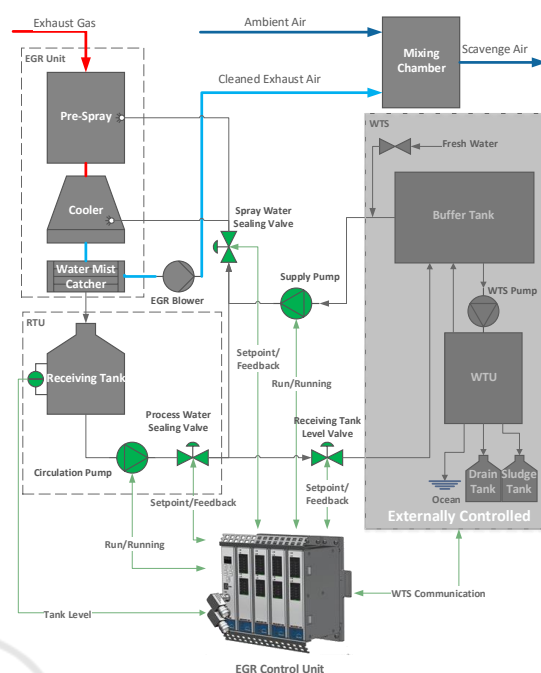 Exhaust Gas
Ambient Air
Mixing
Chamber
Scavenge Air
EGR Unit
Pre-Spray
Cleaned Exhaust Air
WTS
Fresh Water
Cooler
Spray Water
Sealing Valve
Buffer Tank
Water Mist
Catcher
EGR Blower
Supply Pump
WTS Pump
RTU
Receiving Tank
Setpoint/
Feedback
Run/Running
WTU
Process Water
Sealing Valve
Receiving Tank
Level Valve
Circulation Pump
Setpoint/Feedback
Setpoint/
Feedback
Drain
Tank
Sludge
Tank
Ocean
Externally Controlled
Run/Running
Tank Level
WTS Communication
EGR Control Unit